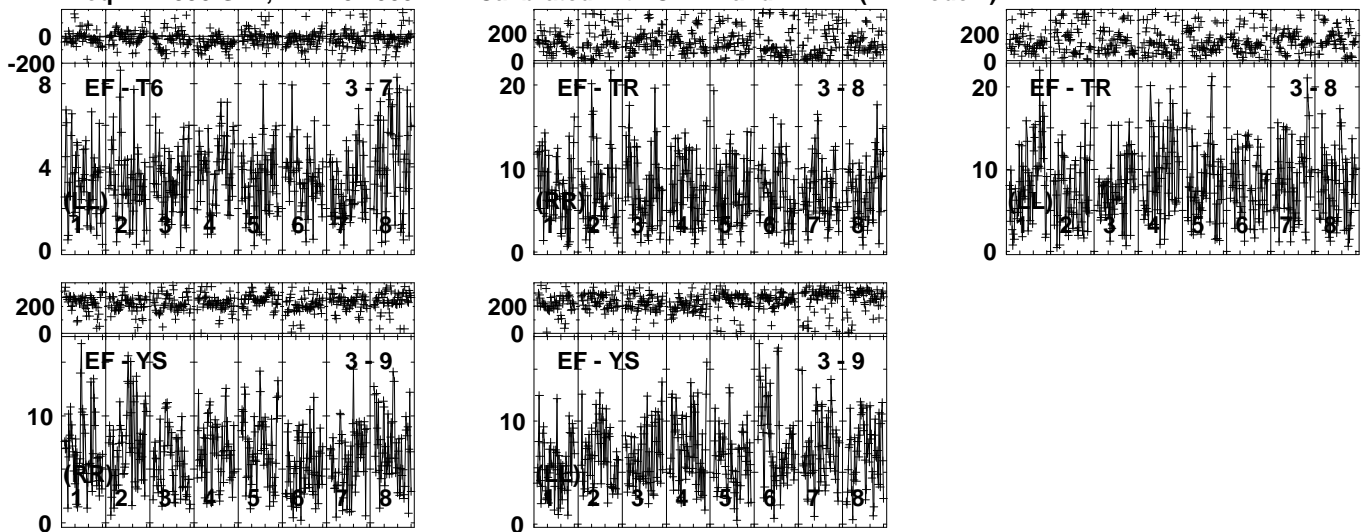 0 200 200
-200 0 0
8 EF - T6 3 - 7 20 EF - TR 3 - 8 20 EF - TR 3 - 8
4 10 10
(LL) (RR) (LL)
1 2 3 4 5 6 7 8 1 2 3 4 5 6 7 8 1 2 3 4 5 6 7 8
0 0 0
200 200
0 0
EF - YS 3 - 9 EF - YS 3 - 9
10 10
(RR) (LL)
1 2 3 4 5 6 7 8 1 2 3 4 5 6 7 8
0 0